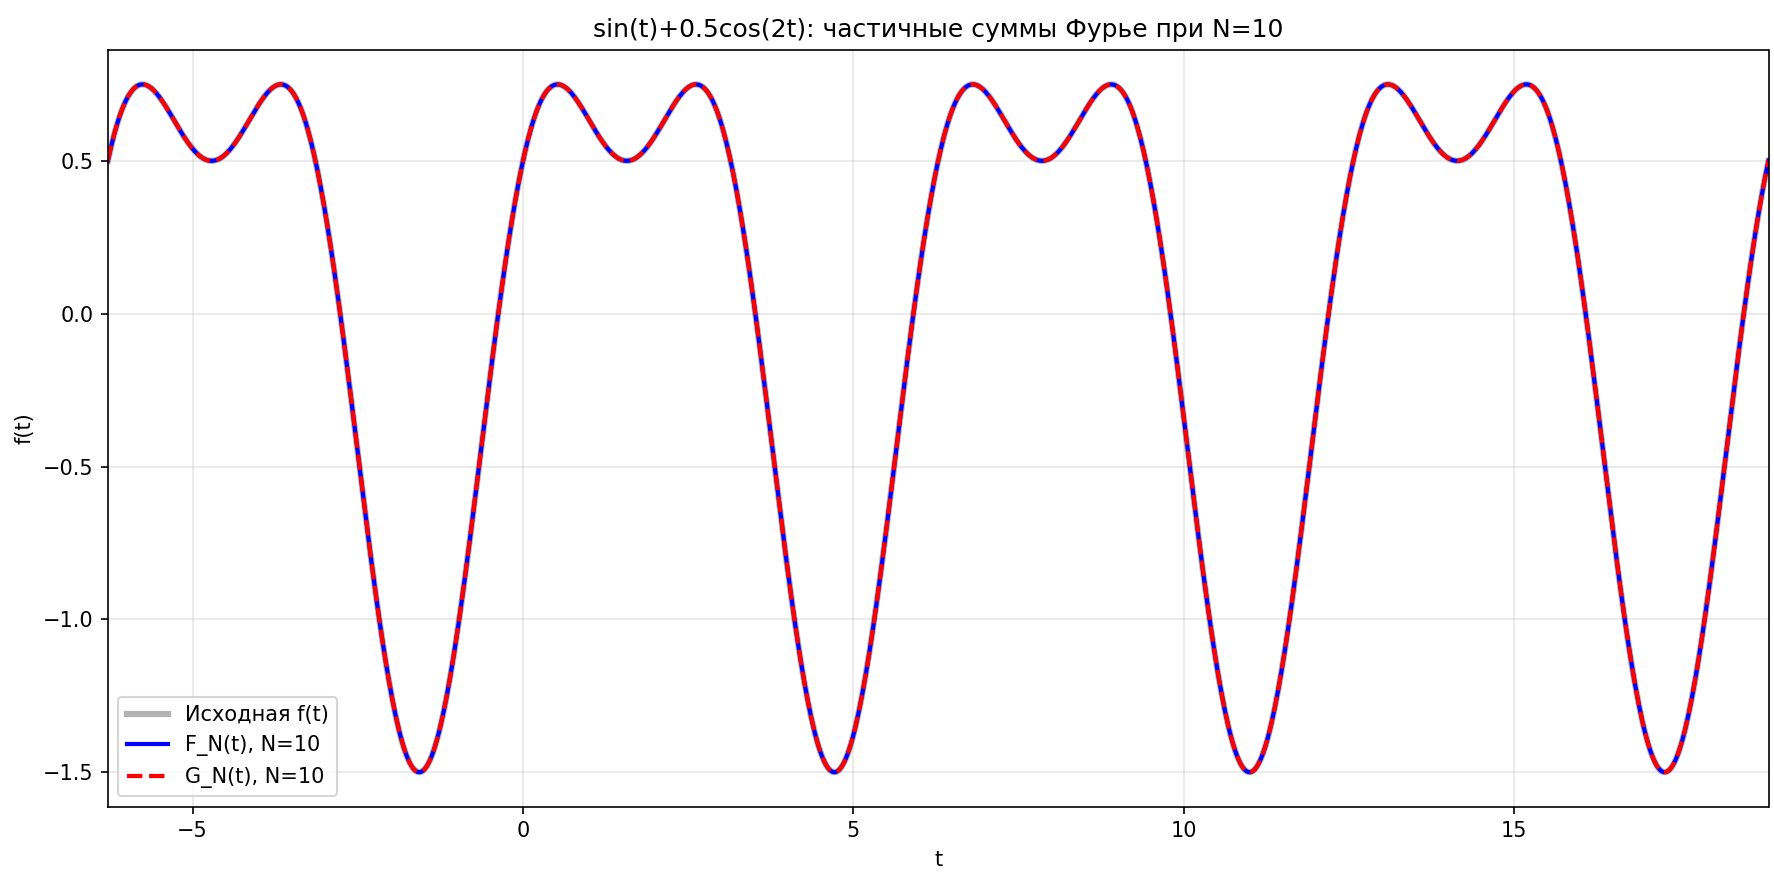 sin(t)+0.5cos(2t): частичные суммы Фурье при N=10
f(t)
0.5
0.0
−0.5
−1.0
−1.5
Исходная f(t)
F_N(t), N=10
G_N(t), N=10
−5
0
5
10
15
t